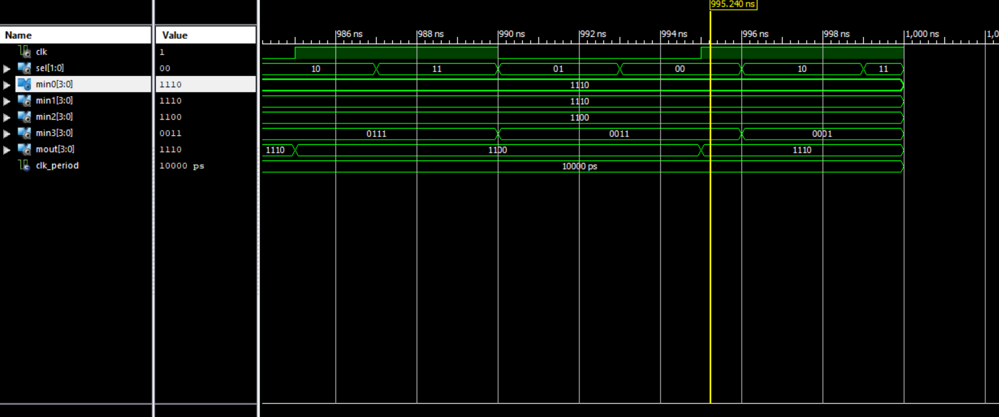 995.240 ns
Name Value 986 ns 988 ns 990 ns 992 ns 994 ns 996 ns 998 ns 1,000 ns 1,0
clk 1
sel[1:0] 00 10 11 01 00 10 11
min0[3:0] 1110 1110
min1[3:0] 1110 1110
min2[3:0] 1100 1100
min3[3:0] 0011 0111 0011 0001
mout[3:0] 1110 1110 1100 1110
clk_period 10000 ps 10000 ps